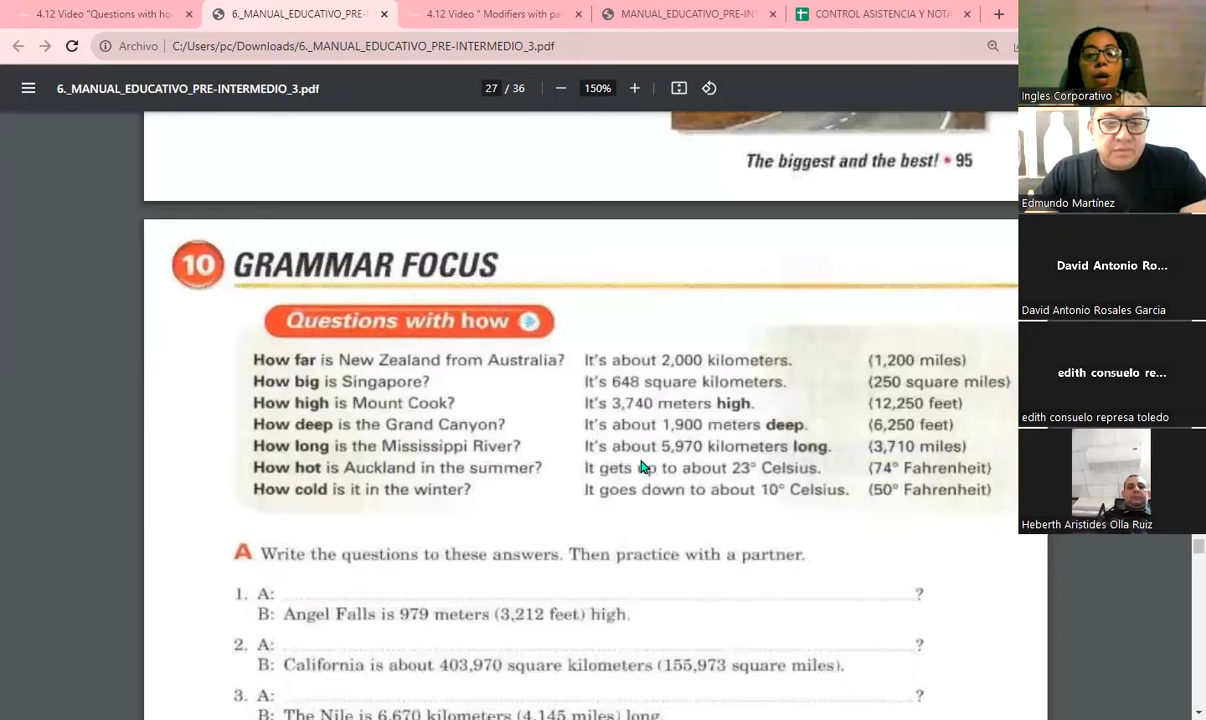 4.12 Video "Questions with ho
6._MANUAL_EDUCATIVO_PRE-
4.12 Video " Modifiers with pa
MANUAL_EDUCATIVO_PRE-INT
CONTROL ASISTENCIA Y NOTA
Archivo
C:/Users/pc/Downloads/6._MANUAL_EDUCATIVO_PRE-INTERMEDIO_3.pdf
6._MANUAL_EDUCATIVO_PRE-INTERMEDIO_3.pdf
27 / 36
150%
Ingles Corporativo
Edmundo Martínez
David Antonio Ro...
David Antonio Rosales Garcia
edith consuelo re...
edith consuelo represa toledo
Heberth Aristides Olla Ruiz
The biggest and the best! • 95
10 GRAMMAR FOCUS
Questions with how
How far is New Zealand from Australia? It's about 2,000 kilometers. (1,200 miles)
How big is Singapore? It's 648 square kilometers. (250 square miles)
How high is Mount Cook? It's 3,740 meters high. (12,250 feet)
How deep is the Grand Canyon? It's about 1,900 meters deep. (6,250 feet)
How long is the Mississippi River? It's about 5,970 kilometers long. (3,710 miles)
How hot is Auckland in the summer? It gets up to about 23° Celsius. (74° Fahrenheit)
How cold is it in the winter? It goes down to about 10° Celsius. (50° Fahrenheit)
A Write the questions to these answers. Then practice with a partner.
1. A: ?
B: Angel Falls is 979 meters (3,212 feet) high.
2. A: ?
B: California is about 403,970 square kilometers (155,973 square miles).
3. A: ?
B: The Nile is 6,670 kilometers (4,145 miles) long.